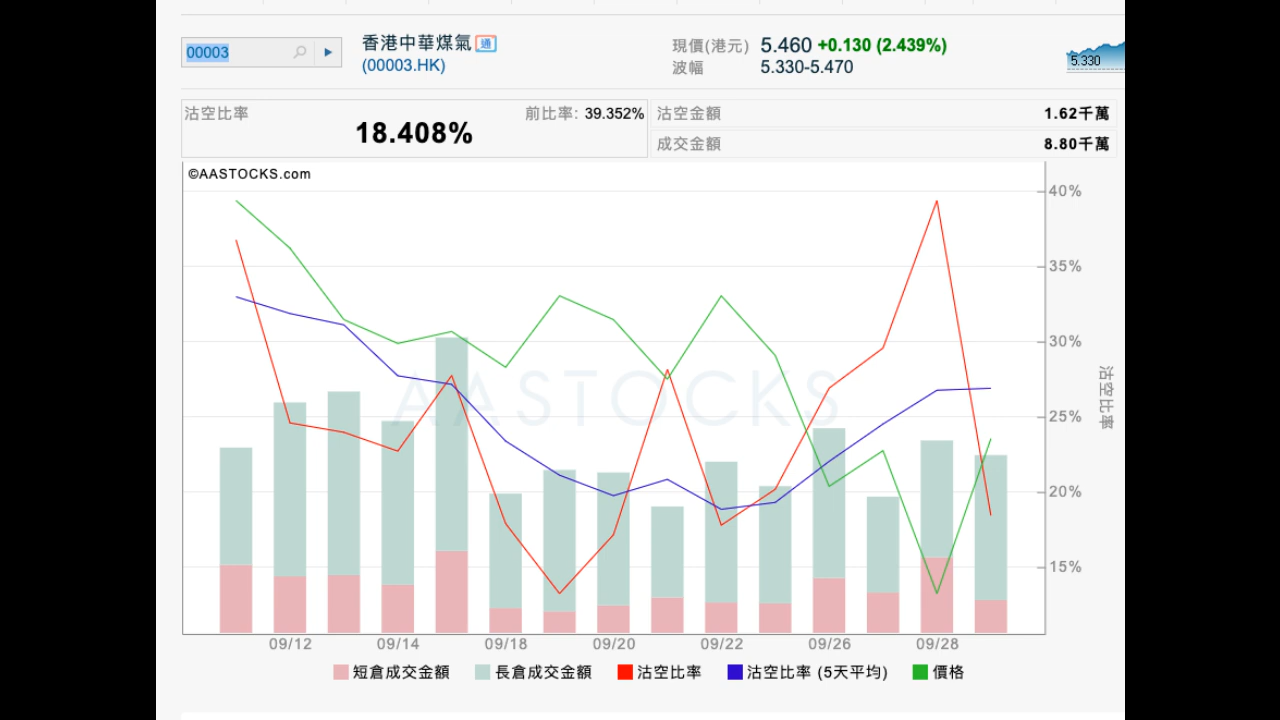 00003
香港中華煤氣 通
(00003.HK)
現價(港元) 5.460 +0.130 (2.439%)
波幅 5.330-5.470
5.330
沽空比率
前比率: 39.352%
18.408%
沽空金額 1.62千萬
成交金額 8.80千萬
©AASTOCKS.com
AASTOCKS
40%
35%
30%
25%
20%
15%
沽空比率
09/12 09/14 09/18 09/20 09/22 09/26 09/28
短倉成交金額 長倉成交金額 沽空比率 沽空比率 (5天平均) 價格